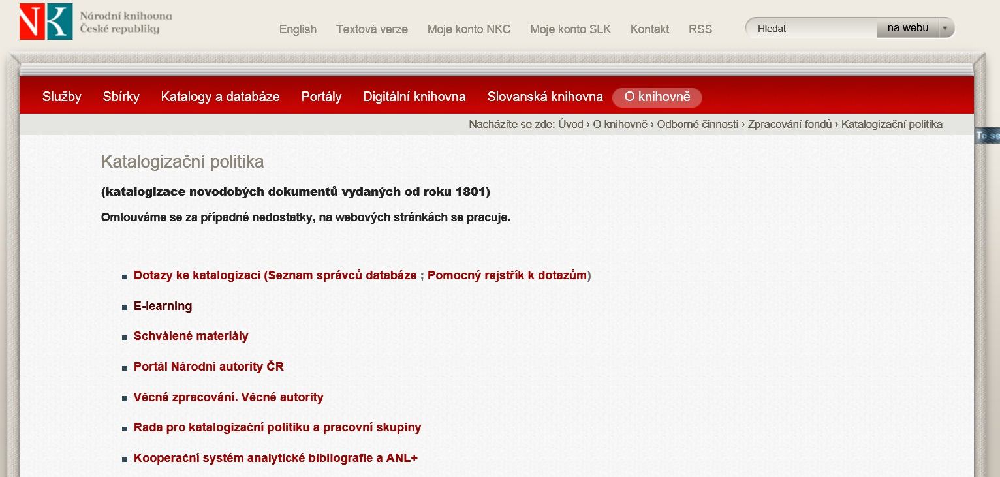 NK Národní knihovna
České republiky
English Textová verze Moje konto NKC Moje konto SLK Kontakt RSS Hledat na webu
Služby Sbírky Katalogy a databáze Portály Digitální knihovna Slovanská knihovna O knihovně
Nacházíte se zde: Úvod › O knihovně › Odborné činnosti › Zpracování fondů › Katalogizační politika
To se
Katalogizační politika
(katalogizace novodobých dokumentů vydaných od roku 1801)
Omlouváme se za případné nedostatky, na webových stránkách se pracuje.
Dotazy ke katalogizaci (Seznam správců databáze ; Pomocný rejstřík k dotazům)
E-learning
Schválené materiály
Portál Národní autority ČR
Věcné zpracování. Věcné autority
Rada pro katalogizační politiku a pracovní skupiny
Kooperační systém analytické bibliografie a ANL+